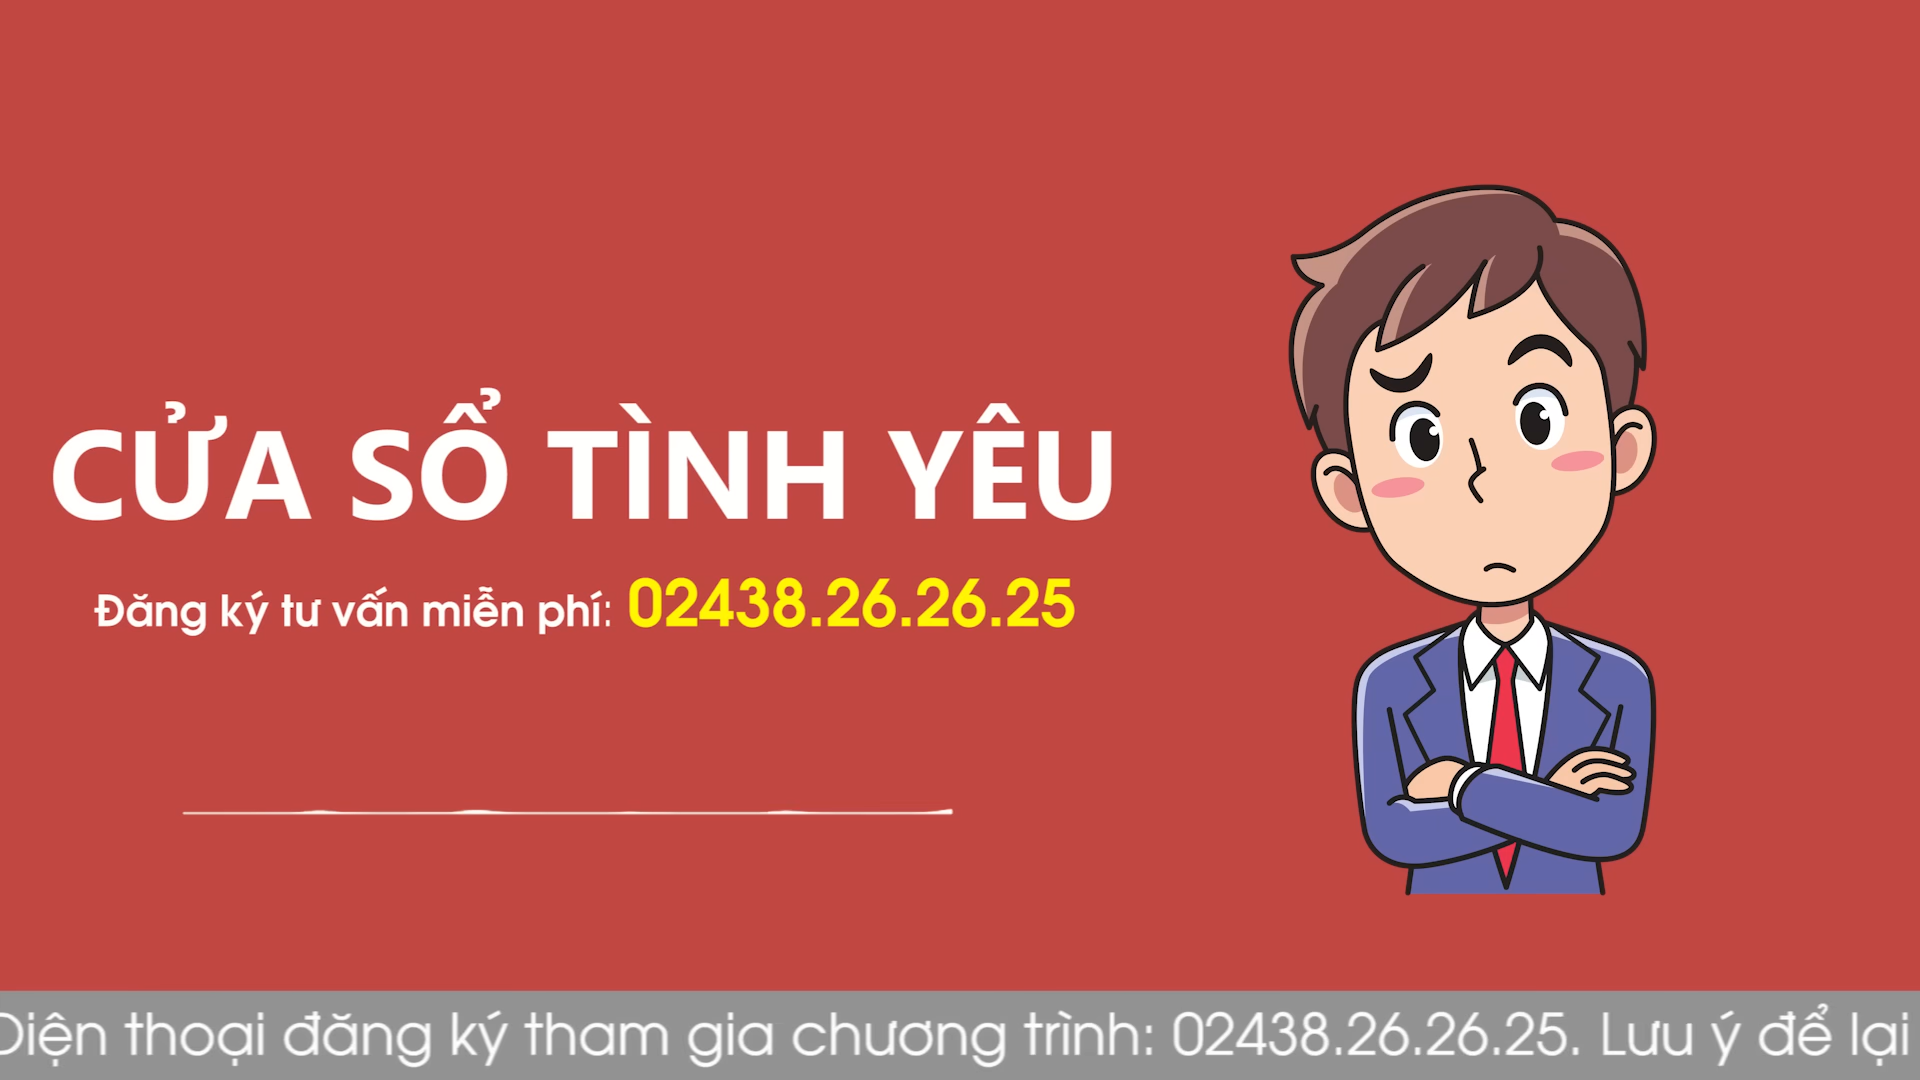 CỬA SỔ TÌNH YÊU
Đăng ký tư vấn miễn phí: 02438.26.26.25
Diện thoại đăng ký tham gia chương trình: 02438.26.26.25. Lưu ý để lại